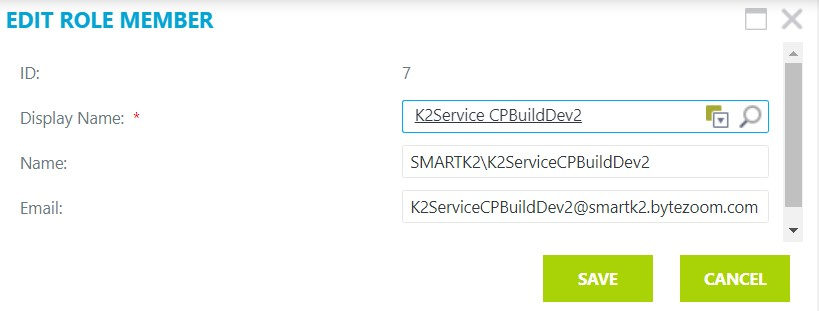 EDIT ROLE MEMBER
ID: 7
Display Name: * K2Service CPBuildDev2
Name: SMARTK2\K2ServiceCPBuildDev2
Email: K2ServiceCPBuildDev2@smartk2.bytezoom.com
SAVE CANCEL